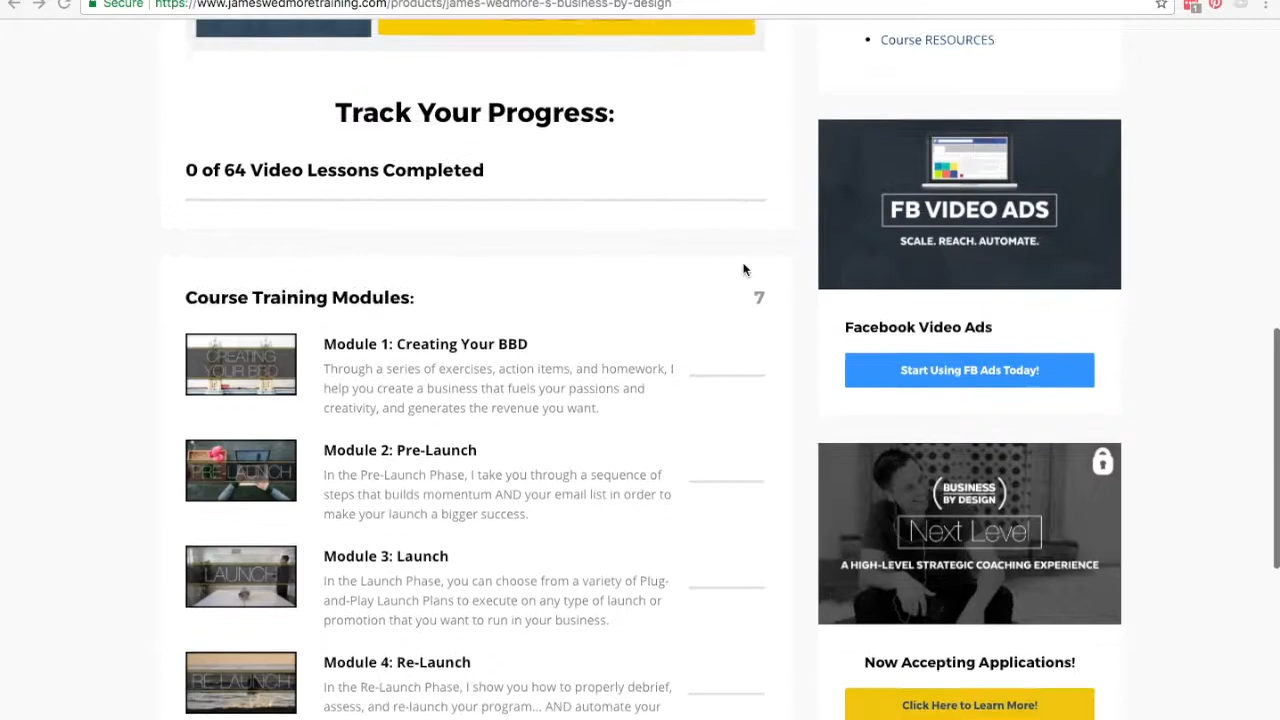 Secure
https://www.jameswedmoretraining.com/products/james-wedmore-s-business-by-design
1
Course RESOURCES
Track Your Progress:
0 of 64 Video Lessons Completed
FB VIDEO ADS
SCALE. REACH. AUTOMATE.
Facebook Video Ads
Start Using FB Ads Today!
Course Training Modules:
7
CREATING
YOUR BBD
Module 1: Creating Your BBD
Through a series of exercises, action items, and homework, I
help you create a business that fuels your passions and
creativity, and generates the revenue you want.
PRE-LAUNCH
Module 2: Pre-Launch
In the Pre-Launch Phase, I take you through a sequence of
steps that builds momentum AND your email list in order to
make your launch a bigger success.
LAUNCH
Module 3: Launch
In the Launch Phase, you can choose from a variety of Plug-
and-Play Launch Plans to execute on any type of launch or
promotion that you want to run in your business.
RE-LAUNCH
Module 4: Re-Launch
In the Re-Launch Phase, I show you how to properly debrief,
assess, and re-launch your program... AND automate your
BUSINESS
BY DESIGN
Next Level
A HIGH-LEVEL STRATEGIC COACHING EXPERIENCE
Now Accepting Applications!
Click Here to Learn More!